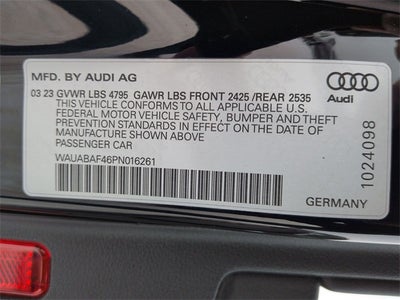 MFD. BY AUDI AG
03 23 GVWR LBS 4795 GAWR LBS FRONT 2425 /REAR 2535
THIS VEHICLE CONFORMS TO ALL APPLICABLE U.S.
FEDERAL MOTOR VEHICLE SAFETY, BUMPER AND THEFT
PREVENTION STANDARDS IN EFFECT ON THE DATE OF
MANUFACTURE SHOWN ABOVE
PASSENGER CAR
WAUABAF46PN016261
Audi
1024098
GERMANY